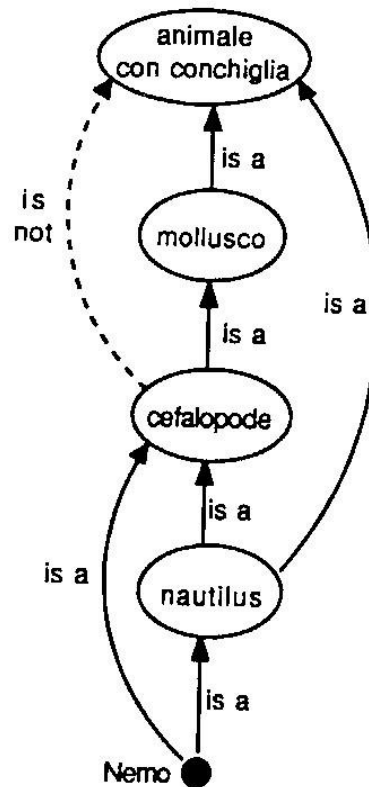 animale
con conchiglia
is a
is
not
mollusco
is a
is a
cefalopode
is a
is a
nautilus
is a
Nemo